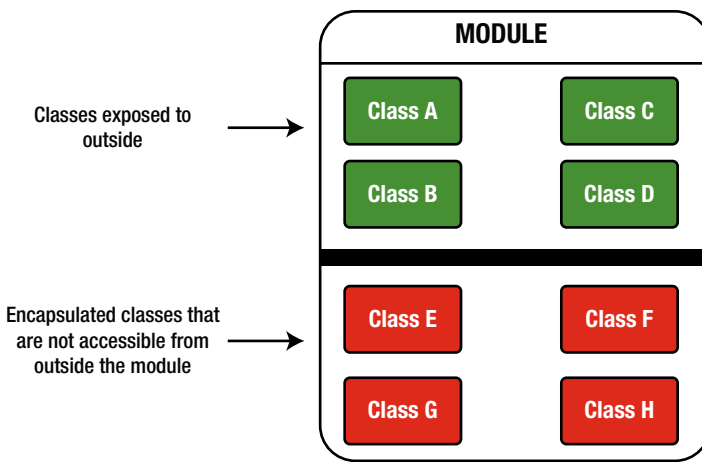 MODULE
Classes exposed to
outside
Class A
Class C
Class B
Class D
Encapsulated classes that
are not accessible from
outside the module
Class E
Class F
Class G
Class H